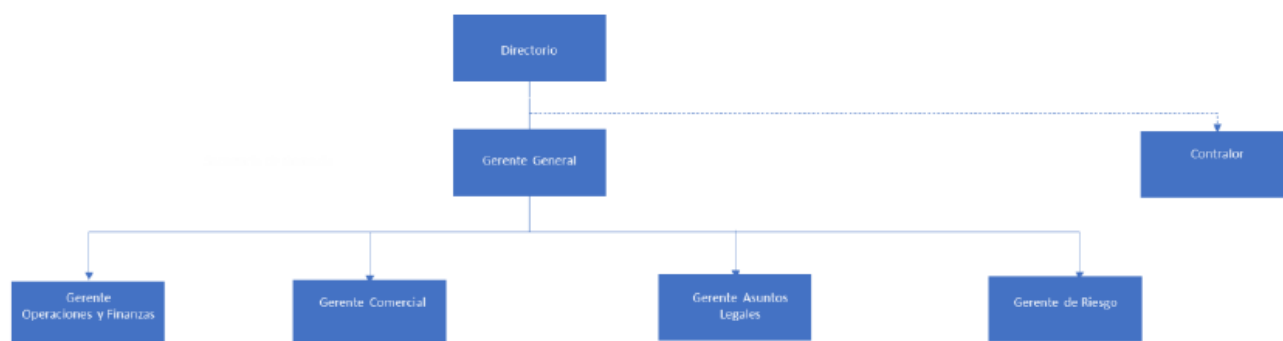 Directorio
Gerente General
Contralor
Gerente
Operaciones y Finanzas
Gerente Comercial
Gerente Asuntos
Legales
Gerente de Riesgo